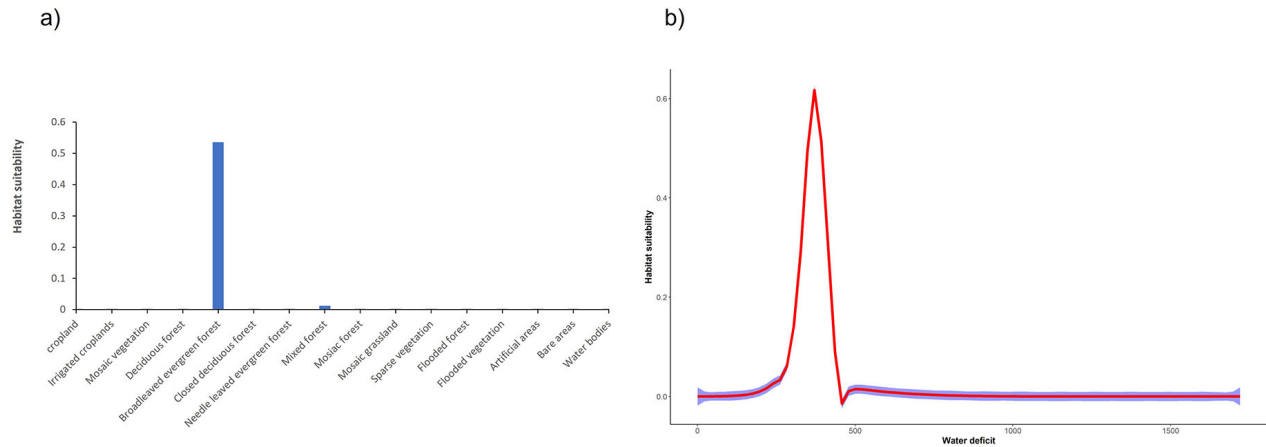 a)
Habitat suitability
0.6
0.5
0.4
0.3
0.2
0.1
0
cropland
Irrigated croplands
Mosaic vegetation
Deciduous forest
Broadleaved evergreen forest
Closed deciduous forest
Needle leaved evergreen forest
Mixed forest
Mosiac forest
Mosaic grassland
Sparse vegetation
Flooded forest
Flooded vegetation
Artificial areas
Bare areas
Water bodies
b)
Habitat suitability
0.6
0.4
0.2
0.0
0
500
1000
1500
Water deficit